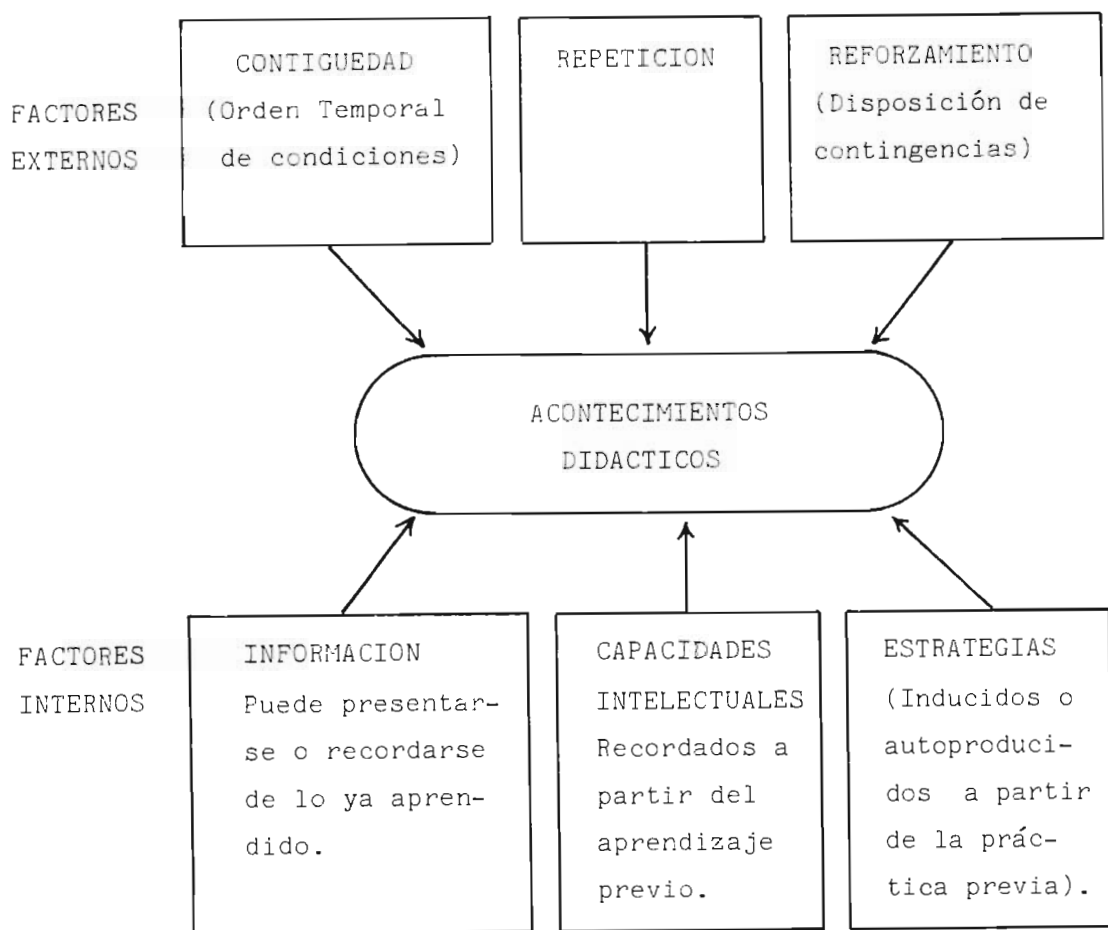 FACTORES
EXTERNOS
CONTIGUEDAD
(Orden Temporal
de condiciones)
REPETICION
REFORZAMIENTO
(Disposición de
contingencias)
ACONTECIMIENTOS
DIDACTICOS
FACTORES
INTERNOS
INFORMACION
Puede presentar-
se o recordarse
de lo ya apren-
dido.
CAPACIDADES
INTELECTUALES
Recordados a
partir del
aprendizaje
previo.
ESTRATEGIAS
(Inducidos o
autoproduci-
dos a partir
de la prác-
tica previa).